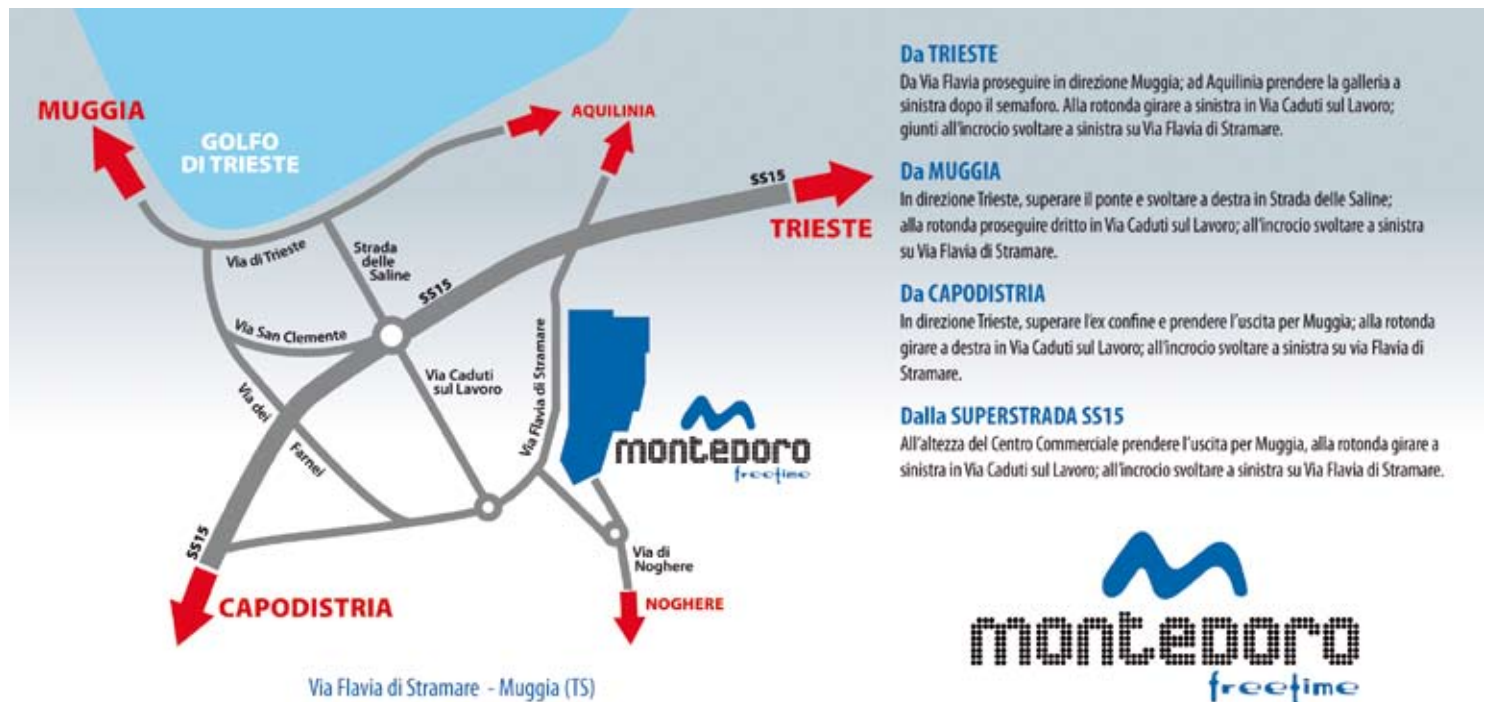 MUGGIA
GOLFO
DI TRIESTE
AQUILINIA
SS15
TRIESTE
Via di Trieste
Strada
delle
Saline
SS15
Via San Clemente
Via Caduti
sul Lavoro
Via Flavia di Stramare
Via dei
Farnei
montedoro
freetime
SS15
CAPODISTRIA
Via di
Noghere
NOGHERE
Via Flavia di Stramare - Muggia (TS)
Da TRIESTE
Da Via Flavia proseguire in direzione Muggia; ad Aquilinia prendere la galleria a
sinistra dopo il semaforo. Alla rotonda girare a sinistra in Via Caduti sul Lavoro;
giunti all'incrocio svoltare a sinistra su Via Flavia di Stramare.
Da MUGGIA
In direzione Trieste, superare il ponte e svoltare a destra in Strada delle Saline;
alla rotonda proseguire dritto in Via Caduti sul Lavoro; all'incrocio svoltare a sinistra
su Via Flavia di Stramare.
Da CAPODISTRIA
In direzione Trieste, superare l'ex confine e prendere l'uscita per Muggia; alla rotonda
girare a destra in Via Caduti sul Lavoro; all'incrocio svoltare a sinistra su via Flavia di
Stramare.
Dalla SUPERSTRADA SS15
All'altezza del Centro Commerciale prendere l'uscita per Muggia, alla rotonda girare a
sinistra in Via Caduti sul Lavoro; all'incrocio svoltare a sinistra su Via Flavia di Stramare.
montedoro
freetime